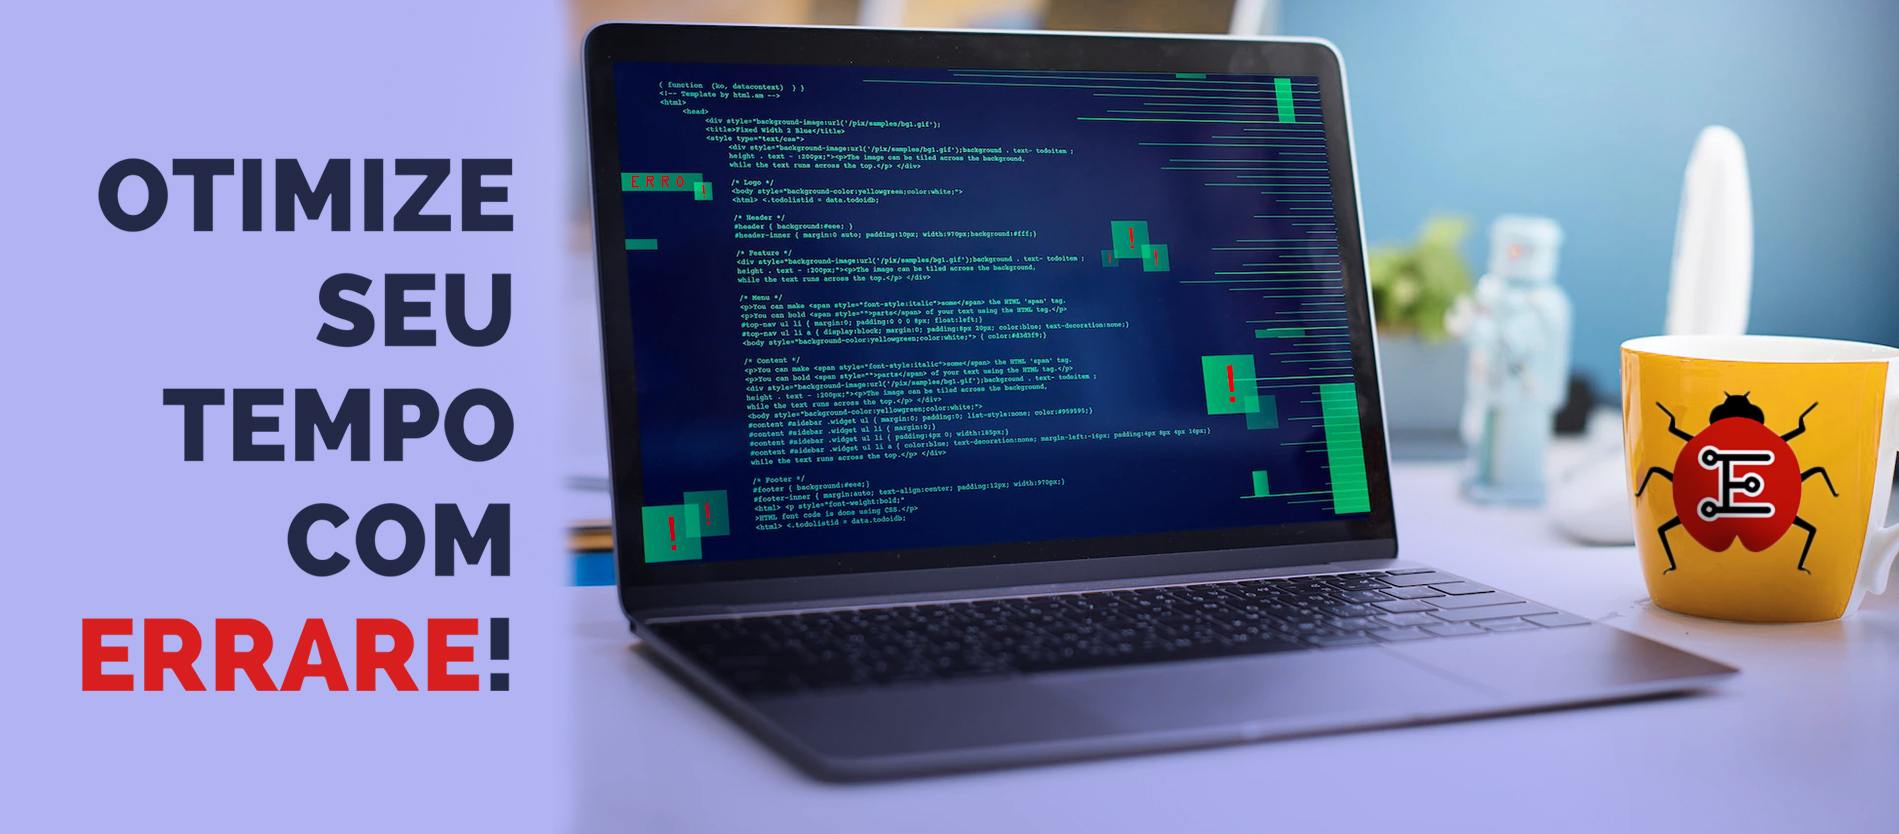 OTIMIZE
SEU
TEMPO
COM
ERRARE!
( function (ko, datacontext) } }
<!-- Template by html.am -->
<html>
<head>
<div style="background-image:url('/pix/samples/bg1.gif');
<title>Fixed Width 2 Blue</title>
<style type="text/css">
<div style="background-image:url('/pix/samples/bg1.gif');background . text- todoitem ;
height . text - :200px;"><p>The image can be tiled across the background,
while the text runs across the top.</p> </div>
ERRO !
/* Logo */
<body style="background-color:yellowgreen;color:white;">
<html> <.todolistid = data.todoidb;
/* Header */
#header { background:#eee; }
#header-inner { margin:0 auto; padding:10px; width:970px;background:#fff;}
! ! !
/* Feature */
<div style="background-image:url('/pix/samples/bg1.gif');background . text- todoitem ;
height . text - :200px;"><p>The image can be tiled across the background,
while the text runs across the top.</p> </div>
/* Menu */
<p>You can make <span style="font-style:italic">some</span> the HTML 'span' tag.
<p>You can bold <span style="">parts</span> of your text using the HTML tag.</p>
#top-nav ul li { margin:0; padding:0 0 0 8px; float:left;}
#top-nav ul li a { display:block; margin:0; padding:8px 20px; color:blue; text-decoration:none;}
<body style="background-color:yellowgreen;color:white;"> { color:#d3d3f9;}
/* Content */
<p>You can make <span style="font-style:italic">some</span> the HTML 'span' tag.
<p>You can bold <span style="">parts</span> of your text using the HTML tag.</p>
<div style="background-image:url('/pix/samples/bg1.gif');background . text- todoitem ;
height . text - :200px;"><p>The image can be tiled across the background,
while the text runs across the top.</p> </div>
<body style="background-color:yellowgreen;color:white;">
#content #sidebar .widget ul { margin:0; padding:0; list-style:none; color:#959595;}
#content #sidebar .widget ul li { margin:0;}
#content #sidebar .widget ul li { padding:4px 0; width:185px;}
#content #sidebar .widget ul li a { color:blue; text-decoration:none; margin-left:-16px; padding:4px 8px 4px 16px;}
while the text runs across the top.</p> </div>
!
/* Footer */
#footer { background:#eee;}
#footer-inner { margin:auto; text-align:center; padding:12px; width:970px;}
<html> <p style="font-weight:bold;"
>HTML font code is done using CSS.</p>
<html> <.todolistid = data.todoidb;
! !
E